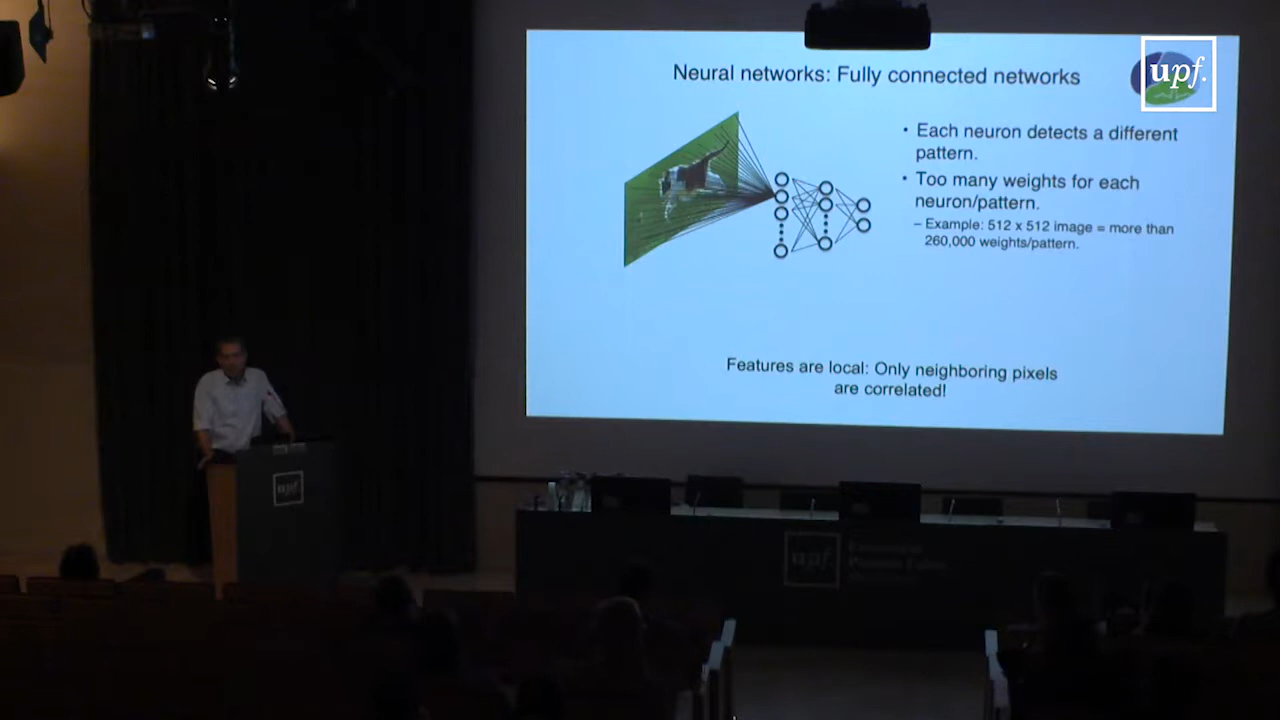 Neural networks: Fully connected networks
upf.
• Each neuron detects a different
pattern.
• Too many weights for each
neuron/pattern.
– Example: 512 x 512 image = more than
260,000 weights/pattern.
Features are local: Only neighboring pixels
are correlated!
upf.
upf.